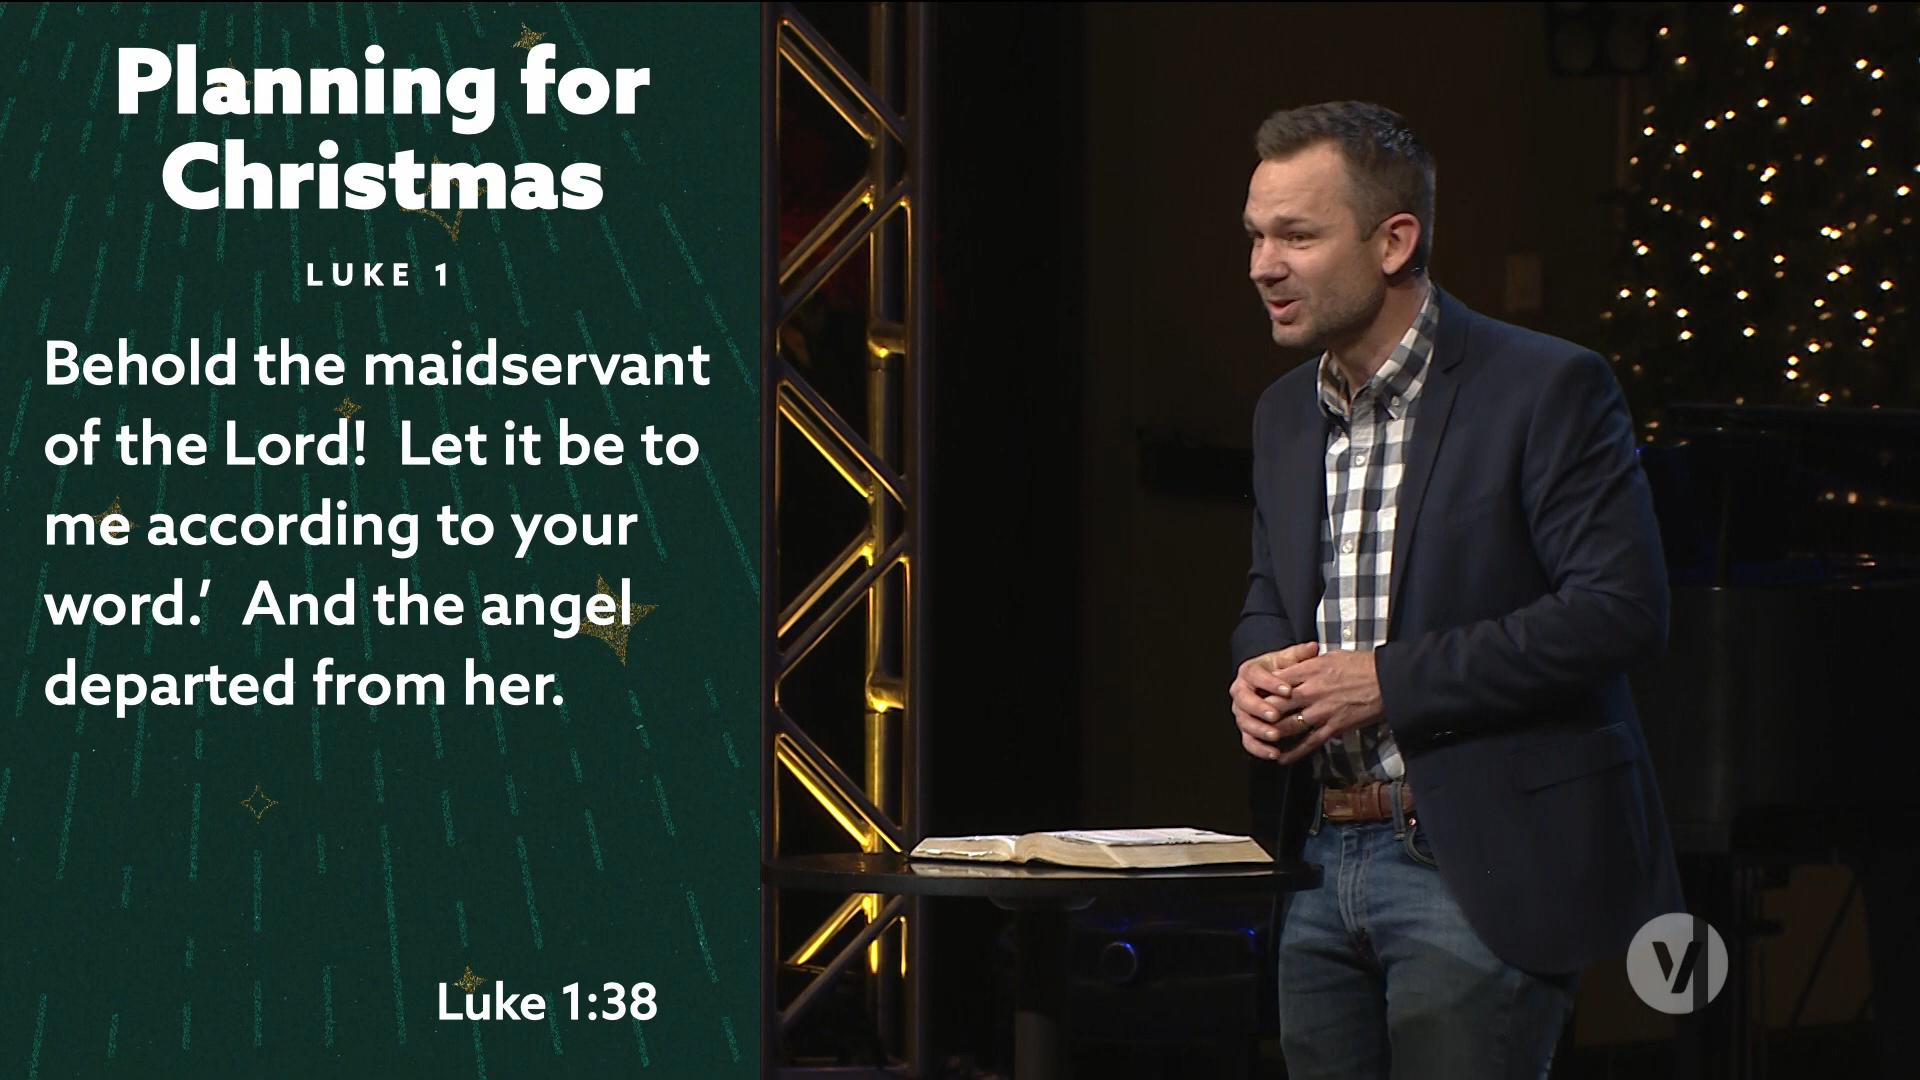 Planning for
Christmas
LUKE 1
Behold the maidservant
of the Lord!  Let it be to
me according to your
word.’  And the angel
departed from her.
Luke 1:38